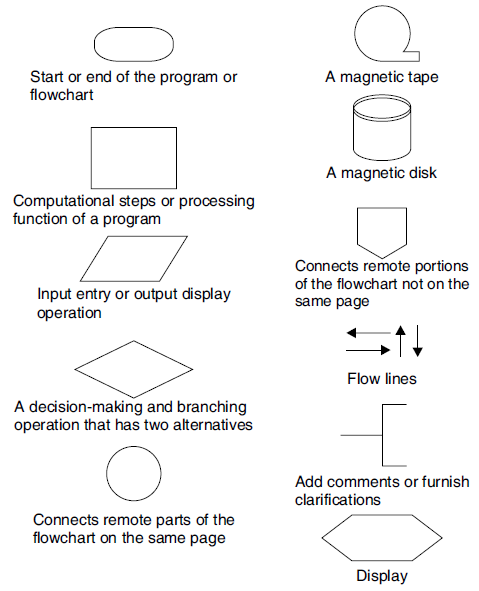 Start or end of the program or
flowchart
Computational steps or processing
function of a program
Input entry or output display
operation
A decision-making and branching
operation that has two alternatives
Connects remote parts of the
flowchart on the same page
A magnetic tape
A magnetic disk
Connects remote portions
of the flowchart not on the
same page
Flow lines
Add comments or furnish
clarifications
Display